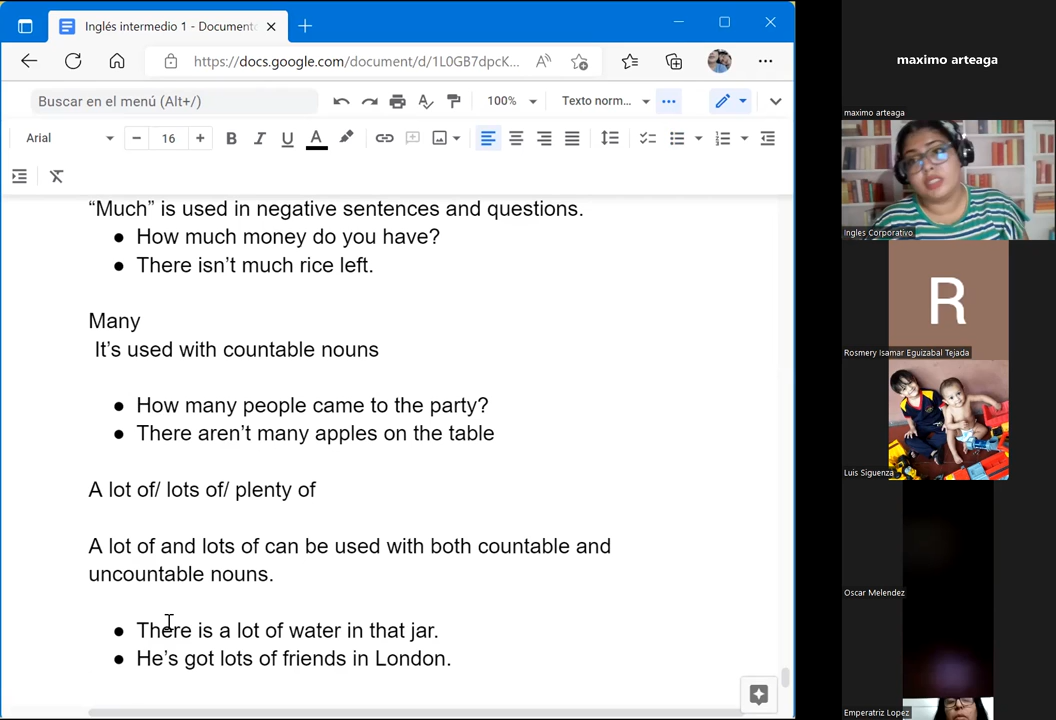 Inglés intermedio 1 - Documento
https://docs.google.com/document/d/1L0GB7dpcK...
Buscar en el menú (Alt+/)
100%
Texto norm...
Arial
16
“Much” is used in negative sentences and questions.
● How much money do you have?
● There isn’t much rice left.
Many
It’s used with countable nouns
● How many people came to the party?
● There aren’t many apples on the table
A lot of/ lots of/ plenty of
A lot of and lots of can be used with both countable and
uncountable nouns.
● There is a lot of water in that jar.
● He’s got lots of friends in London.
maximo arteaga
maximo arteaga
Ingles Corporativo
R
Rosmery Isamar Eguizabal Tejada
Luis Siguenza
Oscar Melendez
Emperatriz Lopez